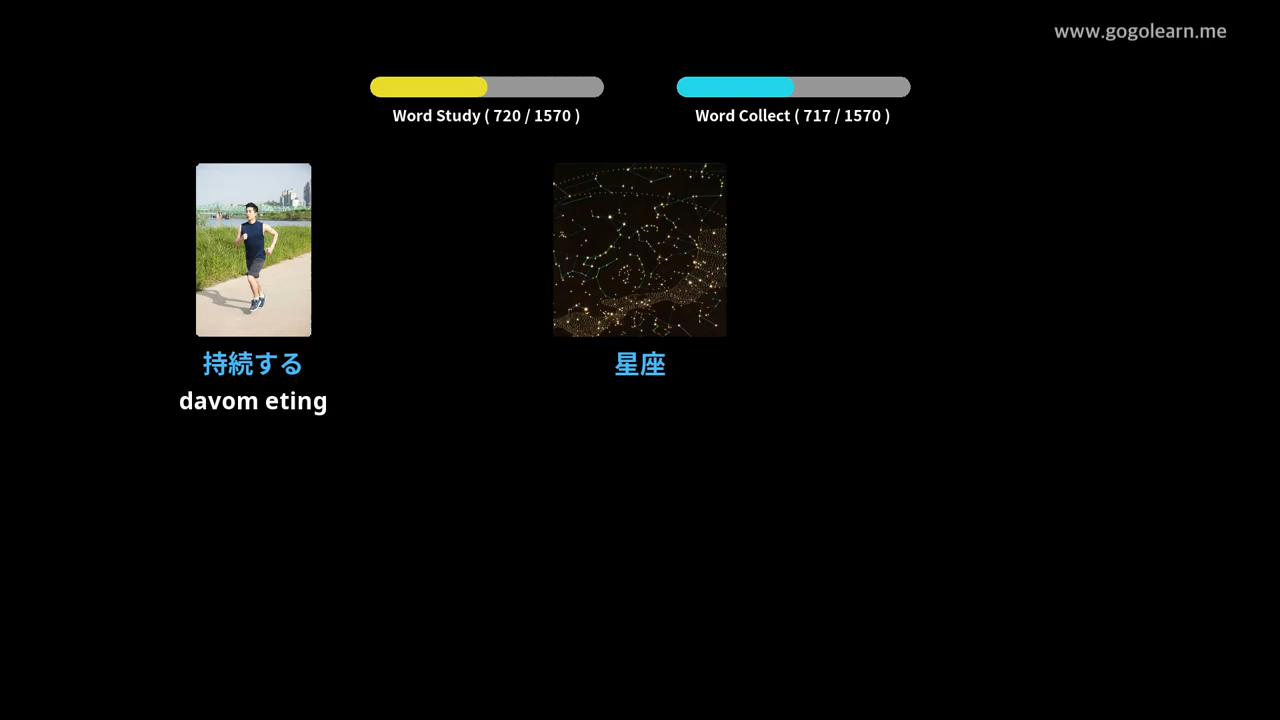 www.gogolearn.me
Word Study ( 720 / 1570 )
Word Collect ( 717 / 1570 )
持続する
davom eting
星座